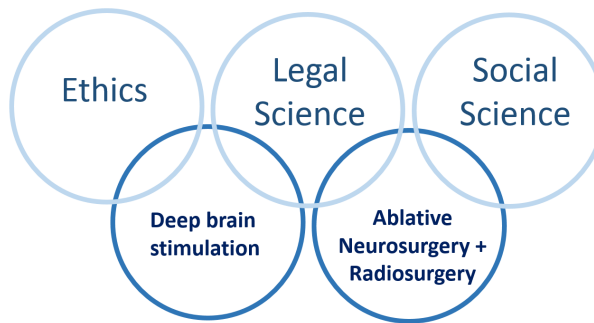 Ethics
Legal
Science
Social
Science
Deep brain
stimulation
Ablative
Neurosurgery +
Radiosurgery